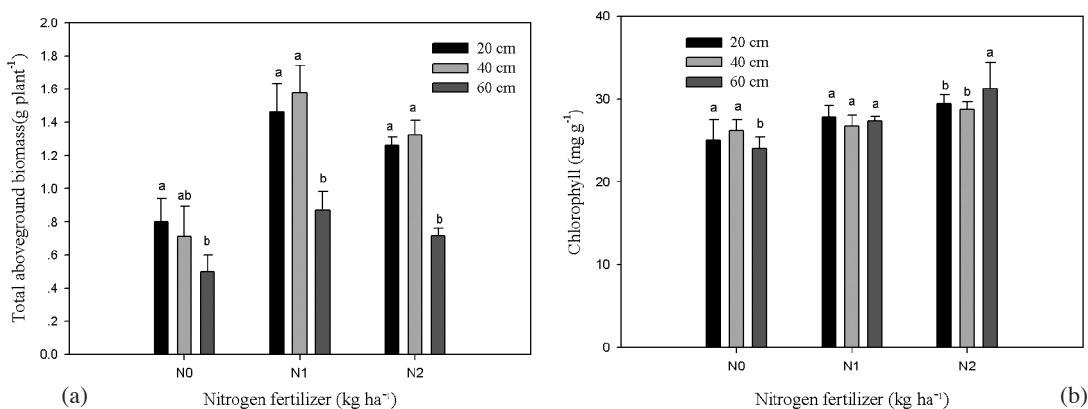 2.0
1.8
1.6
1.4
1.2
1.0
.8
.6
.4
.2
0.0
Total aboveground biomass(g plant⁻¹)
20 cm
40 cm
60 cm
a
ab
b
a
a
b
a
a
b
N0
N1
N2
Nitrogen fertilizer (kg ha⁻¹)
(a)
40
30
20
10
0
Chlorophyll (mg g⁻¹)
20 cm
40 cm
60 cm
a
a
b
a
a
a
b
b
a
N0
N1
N2
Nitrogen fertilizer (kg ha⁻¹)
(b)